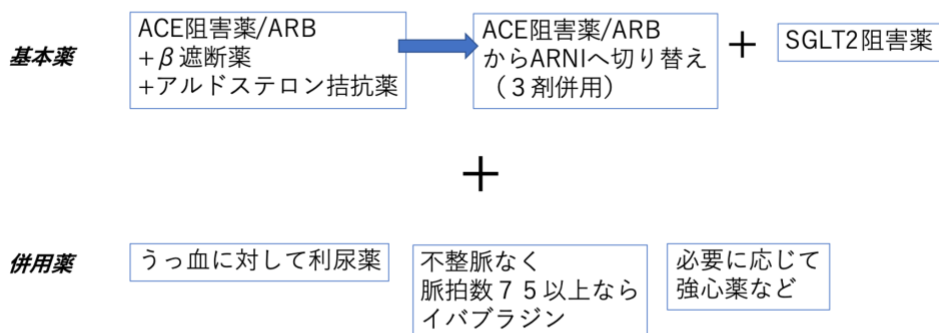 基本薬
ACE阻害薬/ARB
+β遮断薬
+アルドステロン拮抗薬
ACE阻害薬/ARB
からARNIへ切り替え
（３剤併用）
+
SGLT2阻害薬
+
併用薬
うっ血に対して利尿薬
不整脈なく
脈拍数７５以上なら
イバブラジン
必要に応じて
強心薬など